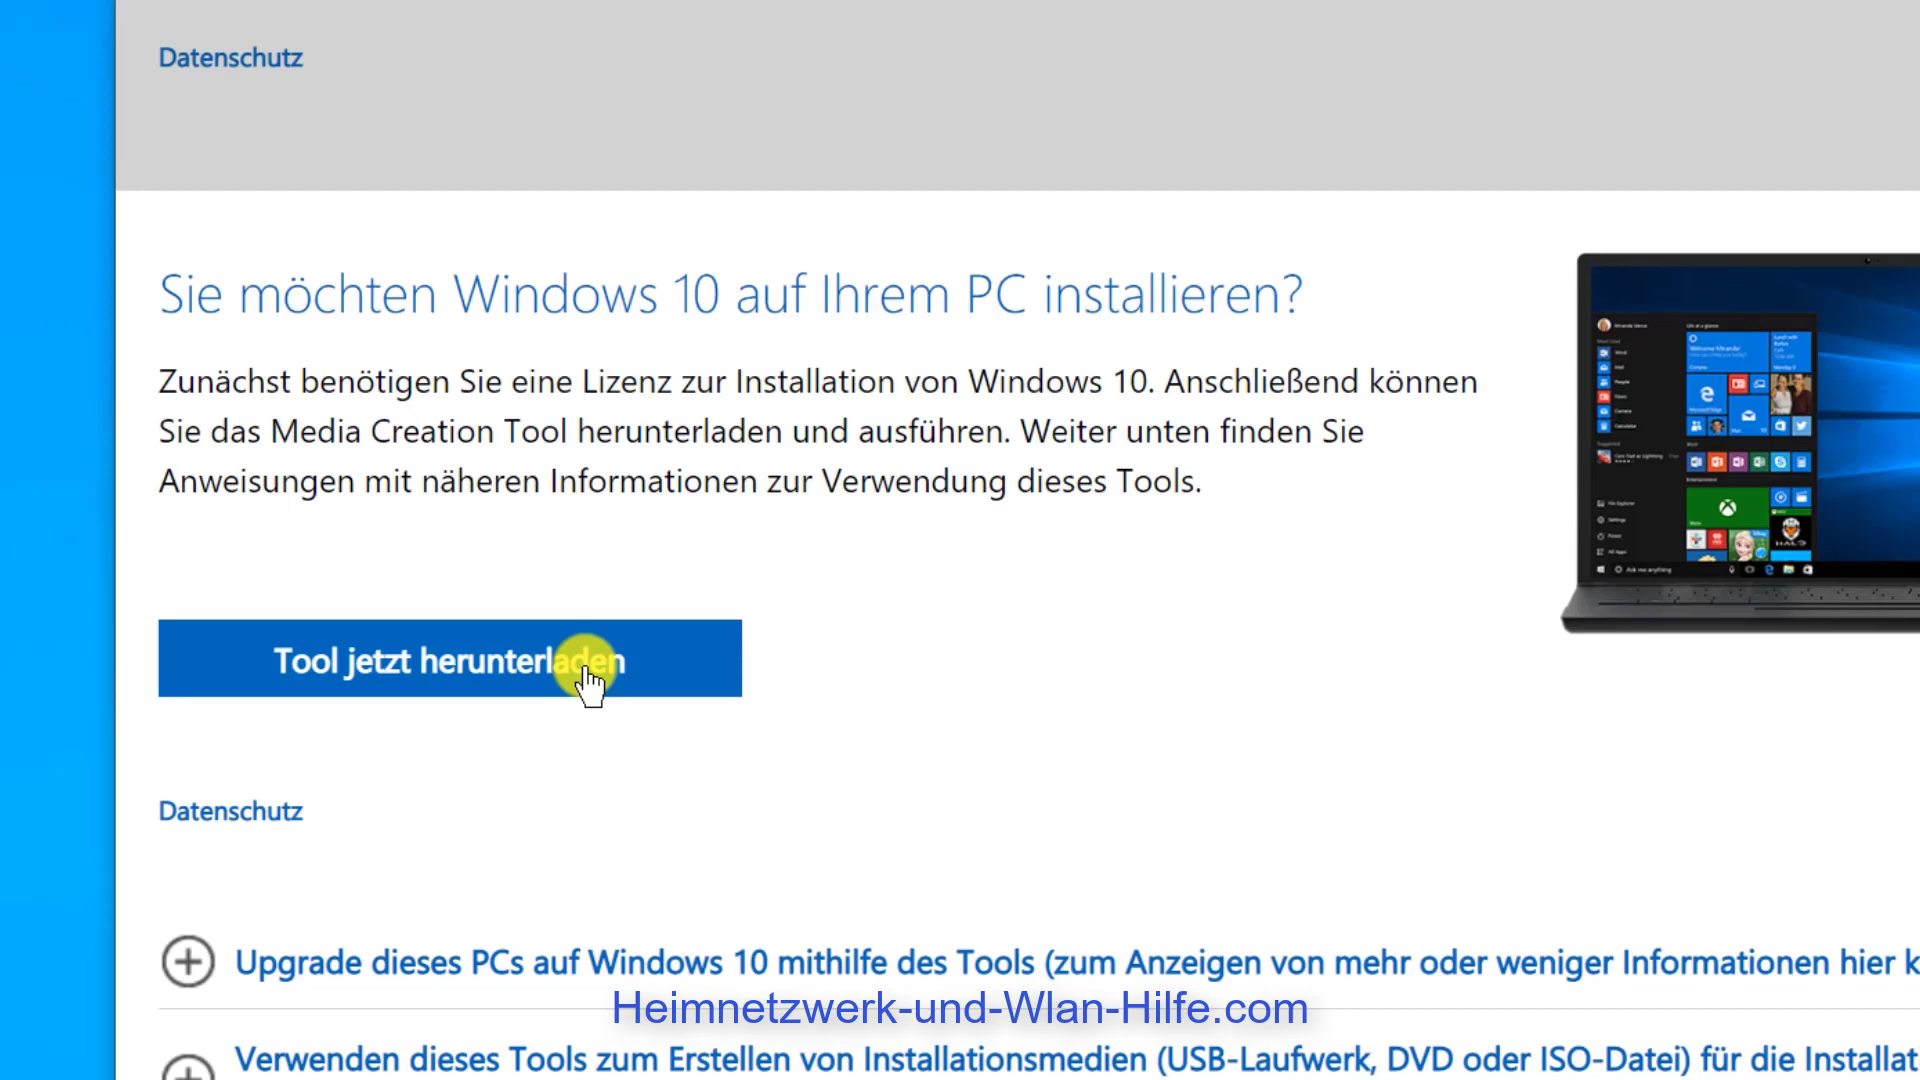 Datenschutz
Sie möchten Windows 10 auf Ihrem PC installieren?
Zunächst benötigen Sie eine Lizenz zur Installation von Windows 10. Anschließend können
Sie das Media Creation Tool herunterladen und ausführen. Weiter unten finden Sie
Anweisungen mit näheren Informationen zur Verwendung dieses Tools.
Tool jetzt herunterladen
Datenschutz
Upgrade dieses PCs auf Windows 10 mithilfe des Tools (zum Anzeigen von mehr oder weniger Informationen hier k
Heimnetzwerk-und-Wlan-Hilfe.com
Verwenden dieses Tools zum Erstellen von Installationsmedien (USB-Laufwerk, DVD oder ISO-Datei) für die Installat